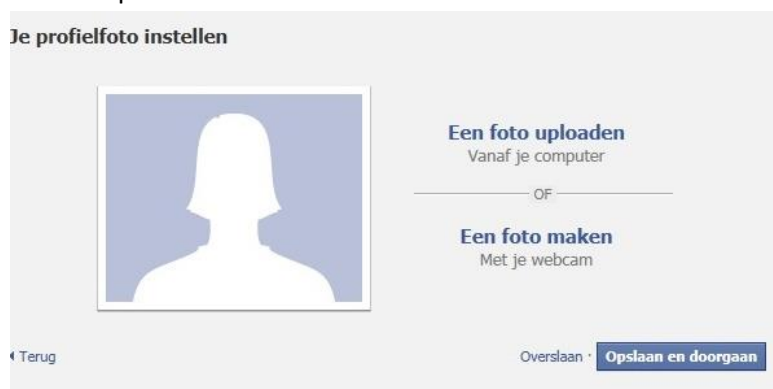 Je profielfoto instellen
Een foto uploaden
Vanaf je computer
OF
Een foto maken
Met je webcam
Terug
Overslaan · Opslaan en doorgaan